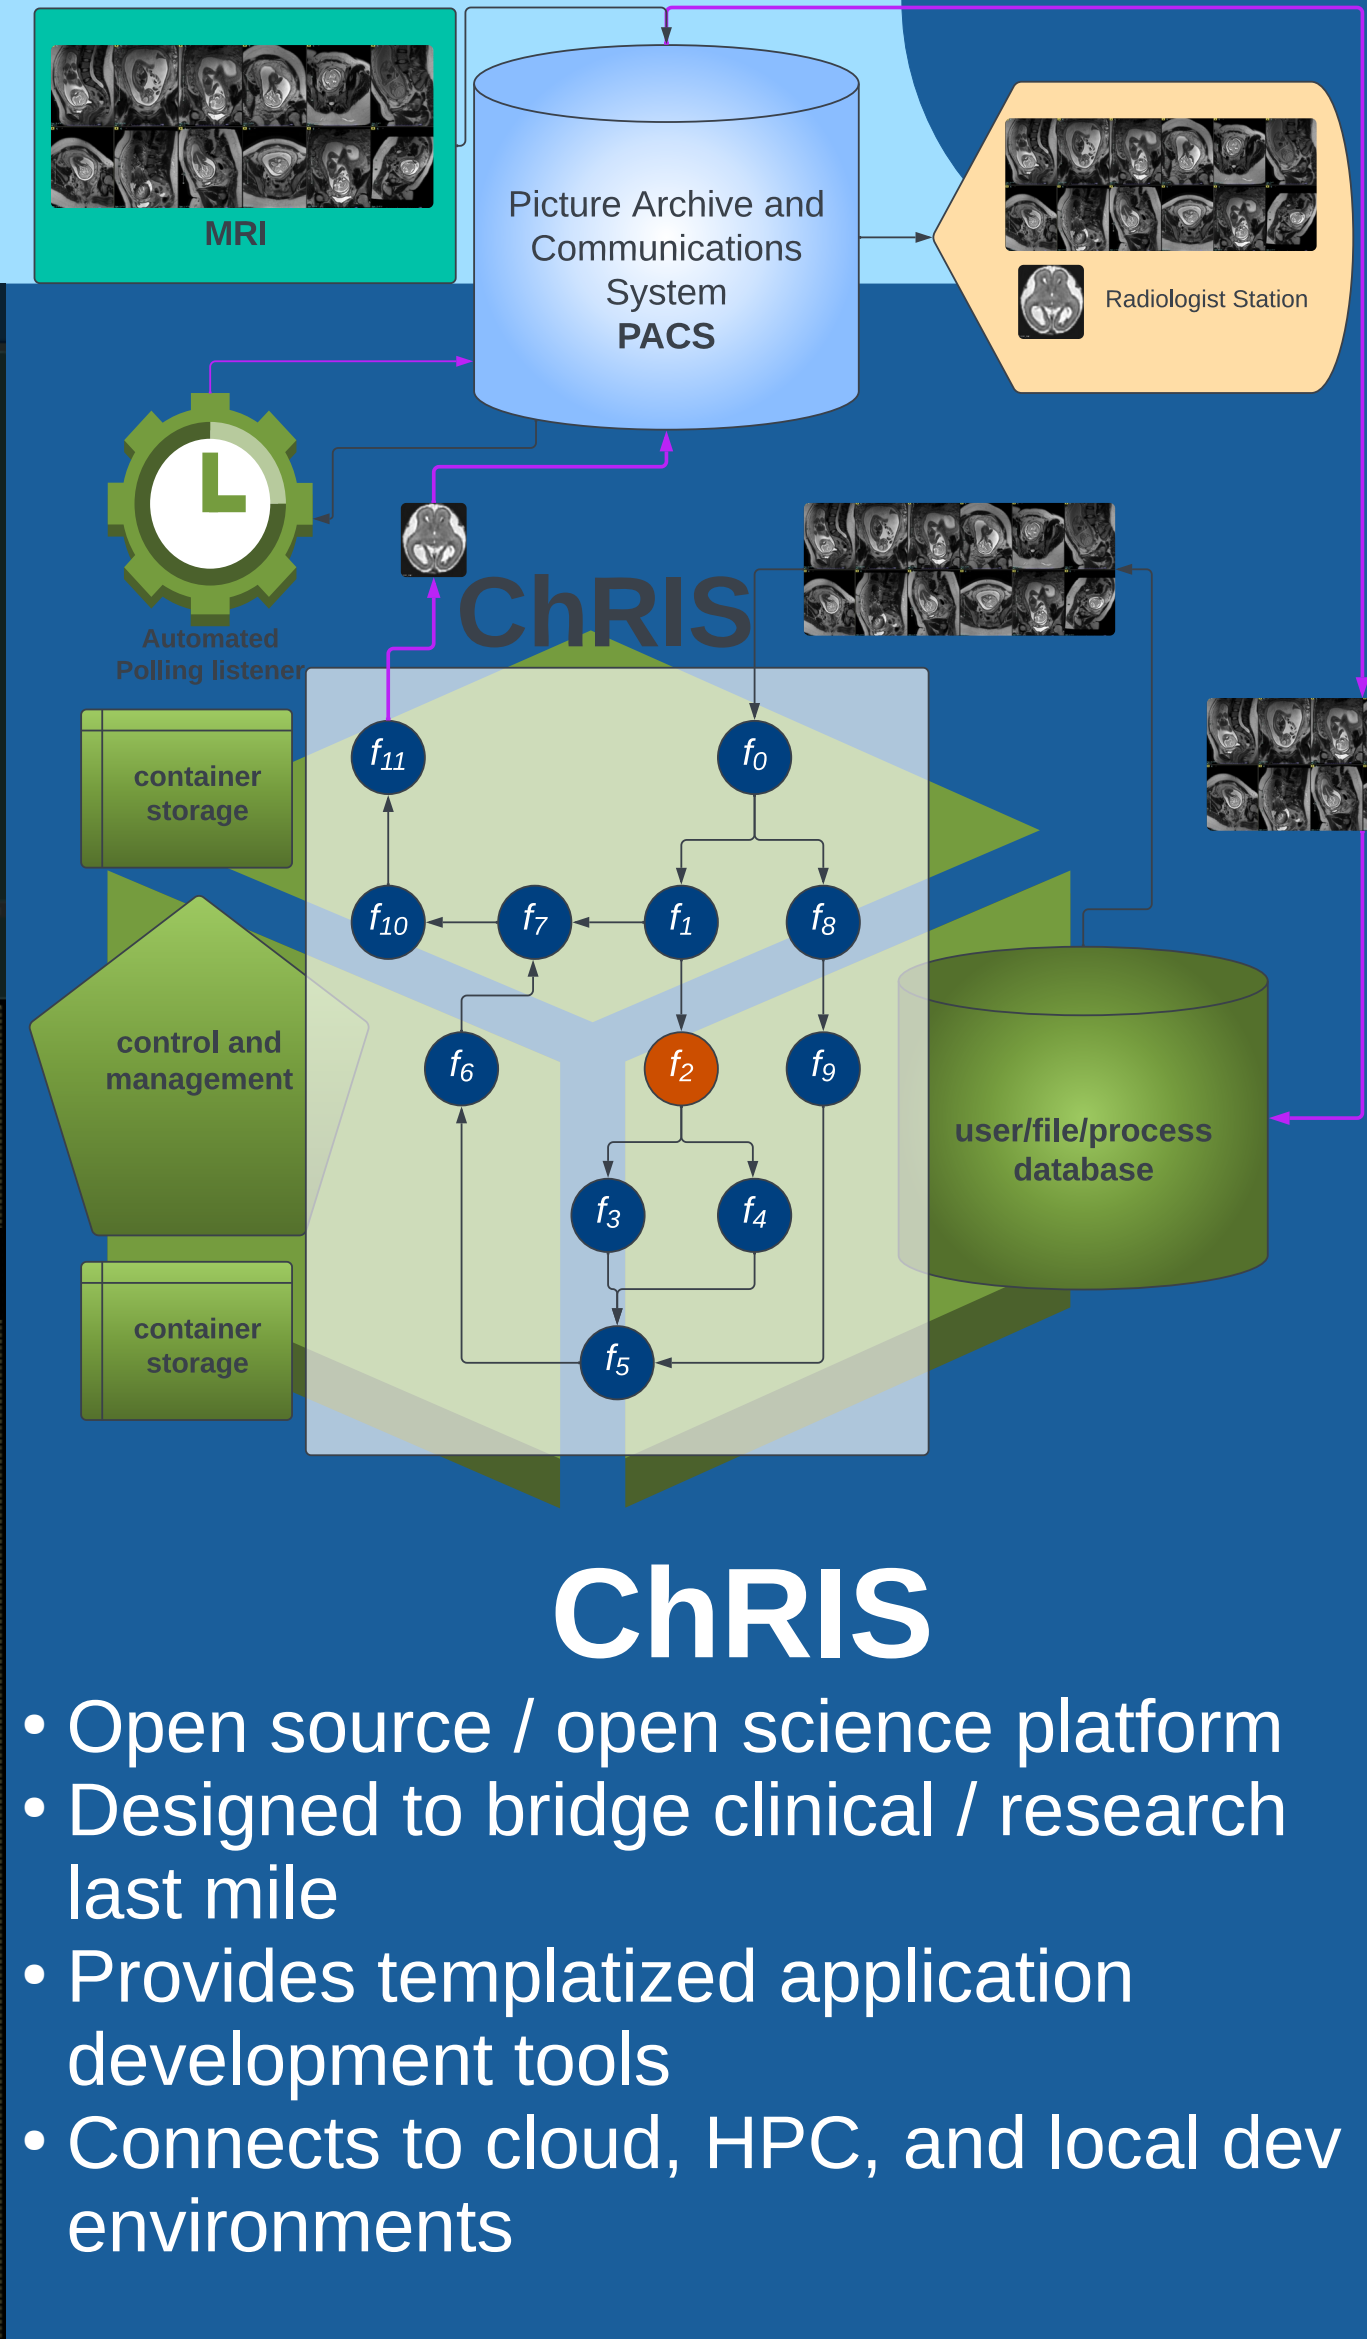 MRI
Picture Archive and
Communications
System
PACS
Radiologist Station
Automated
Polling listener
ChRIS
container
storage
f11
f0
f10
f7
f1
f8
control and
management
f6
f2
f9
user/file/process
database
f3
f4
container
storage
f5
ChRIS
• Open source / open science platform
• Designed to bridge clinical / research
last mile
• Provides templatized application
development tools
• Connects to cloud, HPC, and local dev
environments